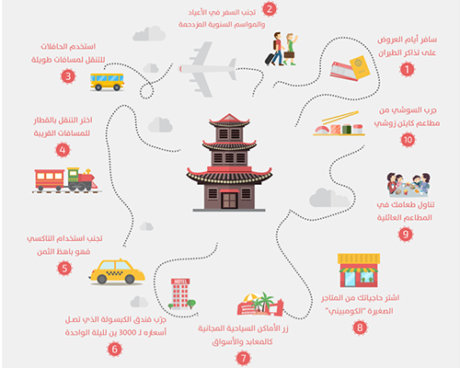 سافر أيام العروض
على تذاكر الطيران
1
2
تجنب السفر في الأعياد
والمواسم السنوية المزدحمة
استخدم الحافلات
للتنقل لمسافات طويلة
3
اختر التنقل بالقطار
للمسافات القريبة
4
تجنب استخدام التاكسي
فهو باهظ الثمن
5
جرّب فندق الكبسولة الذي تصل
أسعاره لـ 3000 ين لليلة الواحدة
6
HOTEL
زر الأماكن السياحية المجانية
كالمعابد والأسواق
7
اشتر حاجياتك من المتاجر
الصغيرة "الكومبيني"
8
تناول طعامك في
المطاعم العائلية
9
جرب السوشي من
مطاعم كايتن زوشي
10